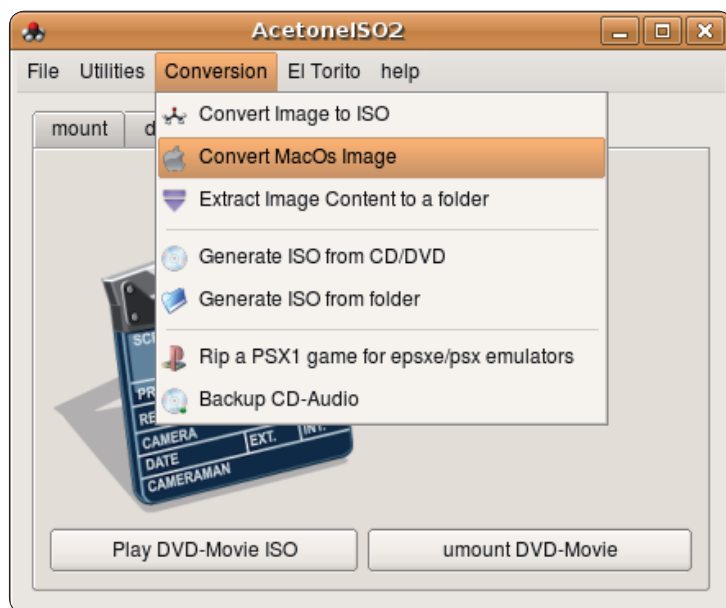 AcetoneISO2
File Utilities Conversion El Torito help
mount d
Convert Image to ISO
Convert MacOs Image
Extract Image Content to a folder
Generate ISO from CD/DVD
Generate ISO from folder
Rip a PSX1 game for epsxe/psx emulators
Backup CD-Audio
CAMERA EXT. INT.
DATE
CAMERAMAN
Play DVD-Movie ISO umount DVD-Movie